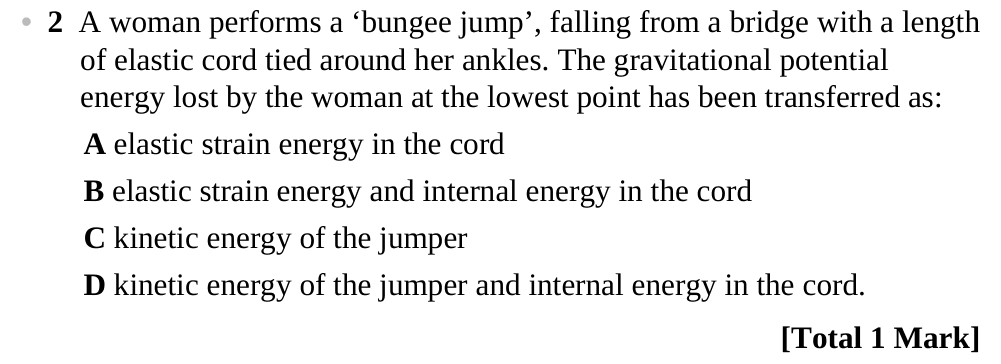 • 2 A woman performs a ‘bungee jump’, falling from a bridge with a length
of elastic cord tied around her ankles. The gravitational potential
energy lost by the woman at the lowest point has been transferred as:
A elastic strain energy in the cord
B elastic strain energy and internal energy in the cord
C kinetic energy of the jumper
D kinetic energy of the jumper and internal energy in the cord.
[Total 1 Mark]